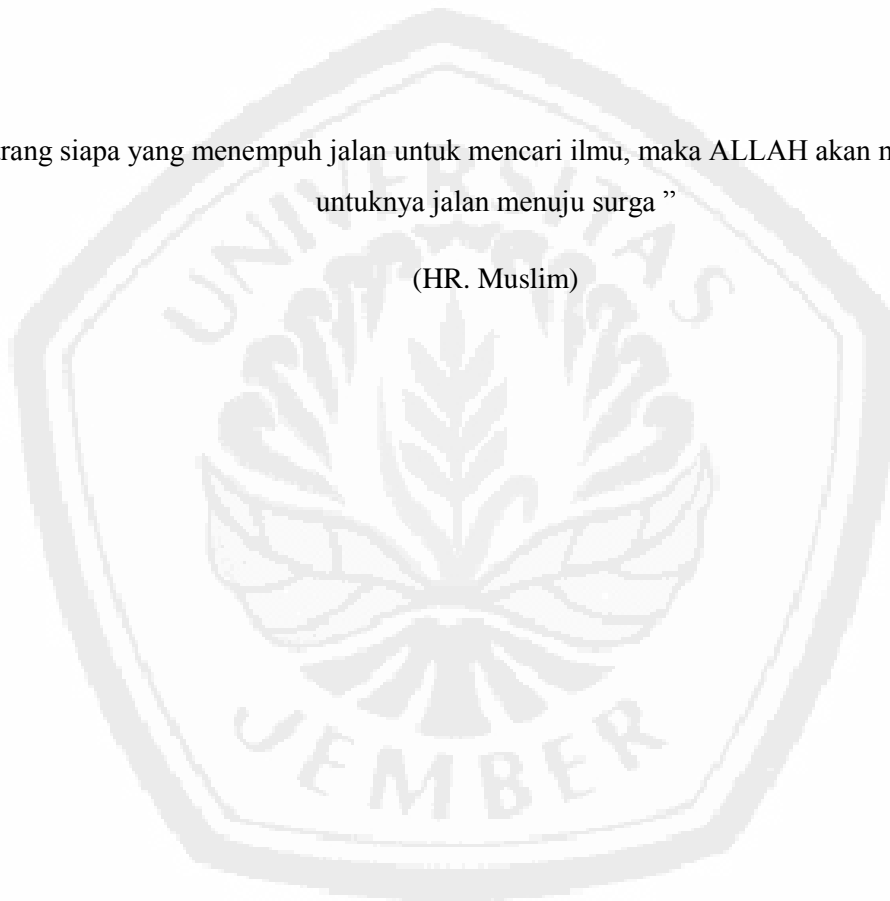 rang siapa yang menempuh jalan untuk mencari ilmu, maka ALLAH akan
untuknya jalan menuju surga ”
(HR. Muslim)
UNIVERSITAS
JEMBER